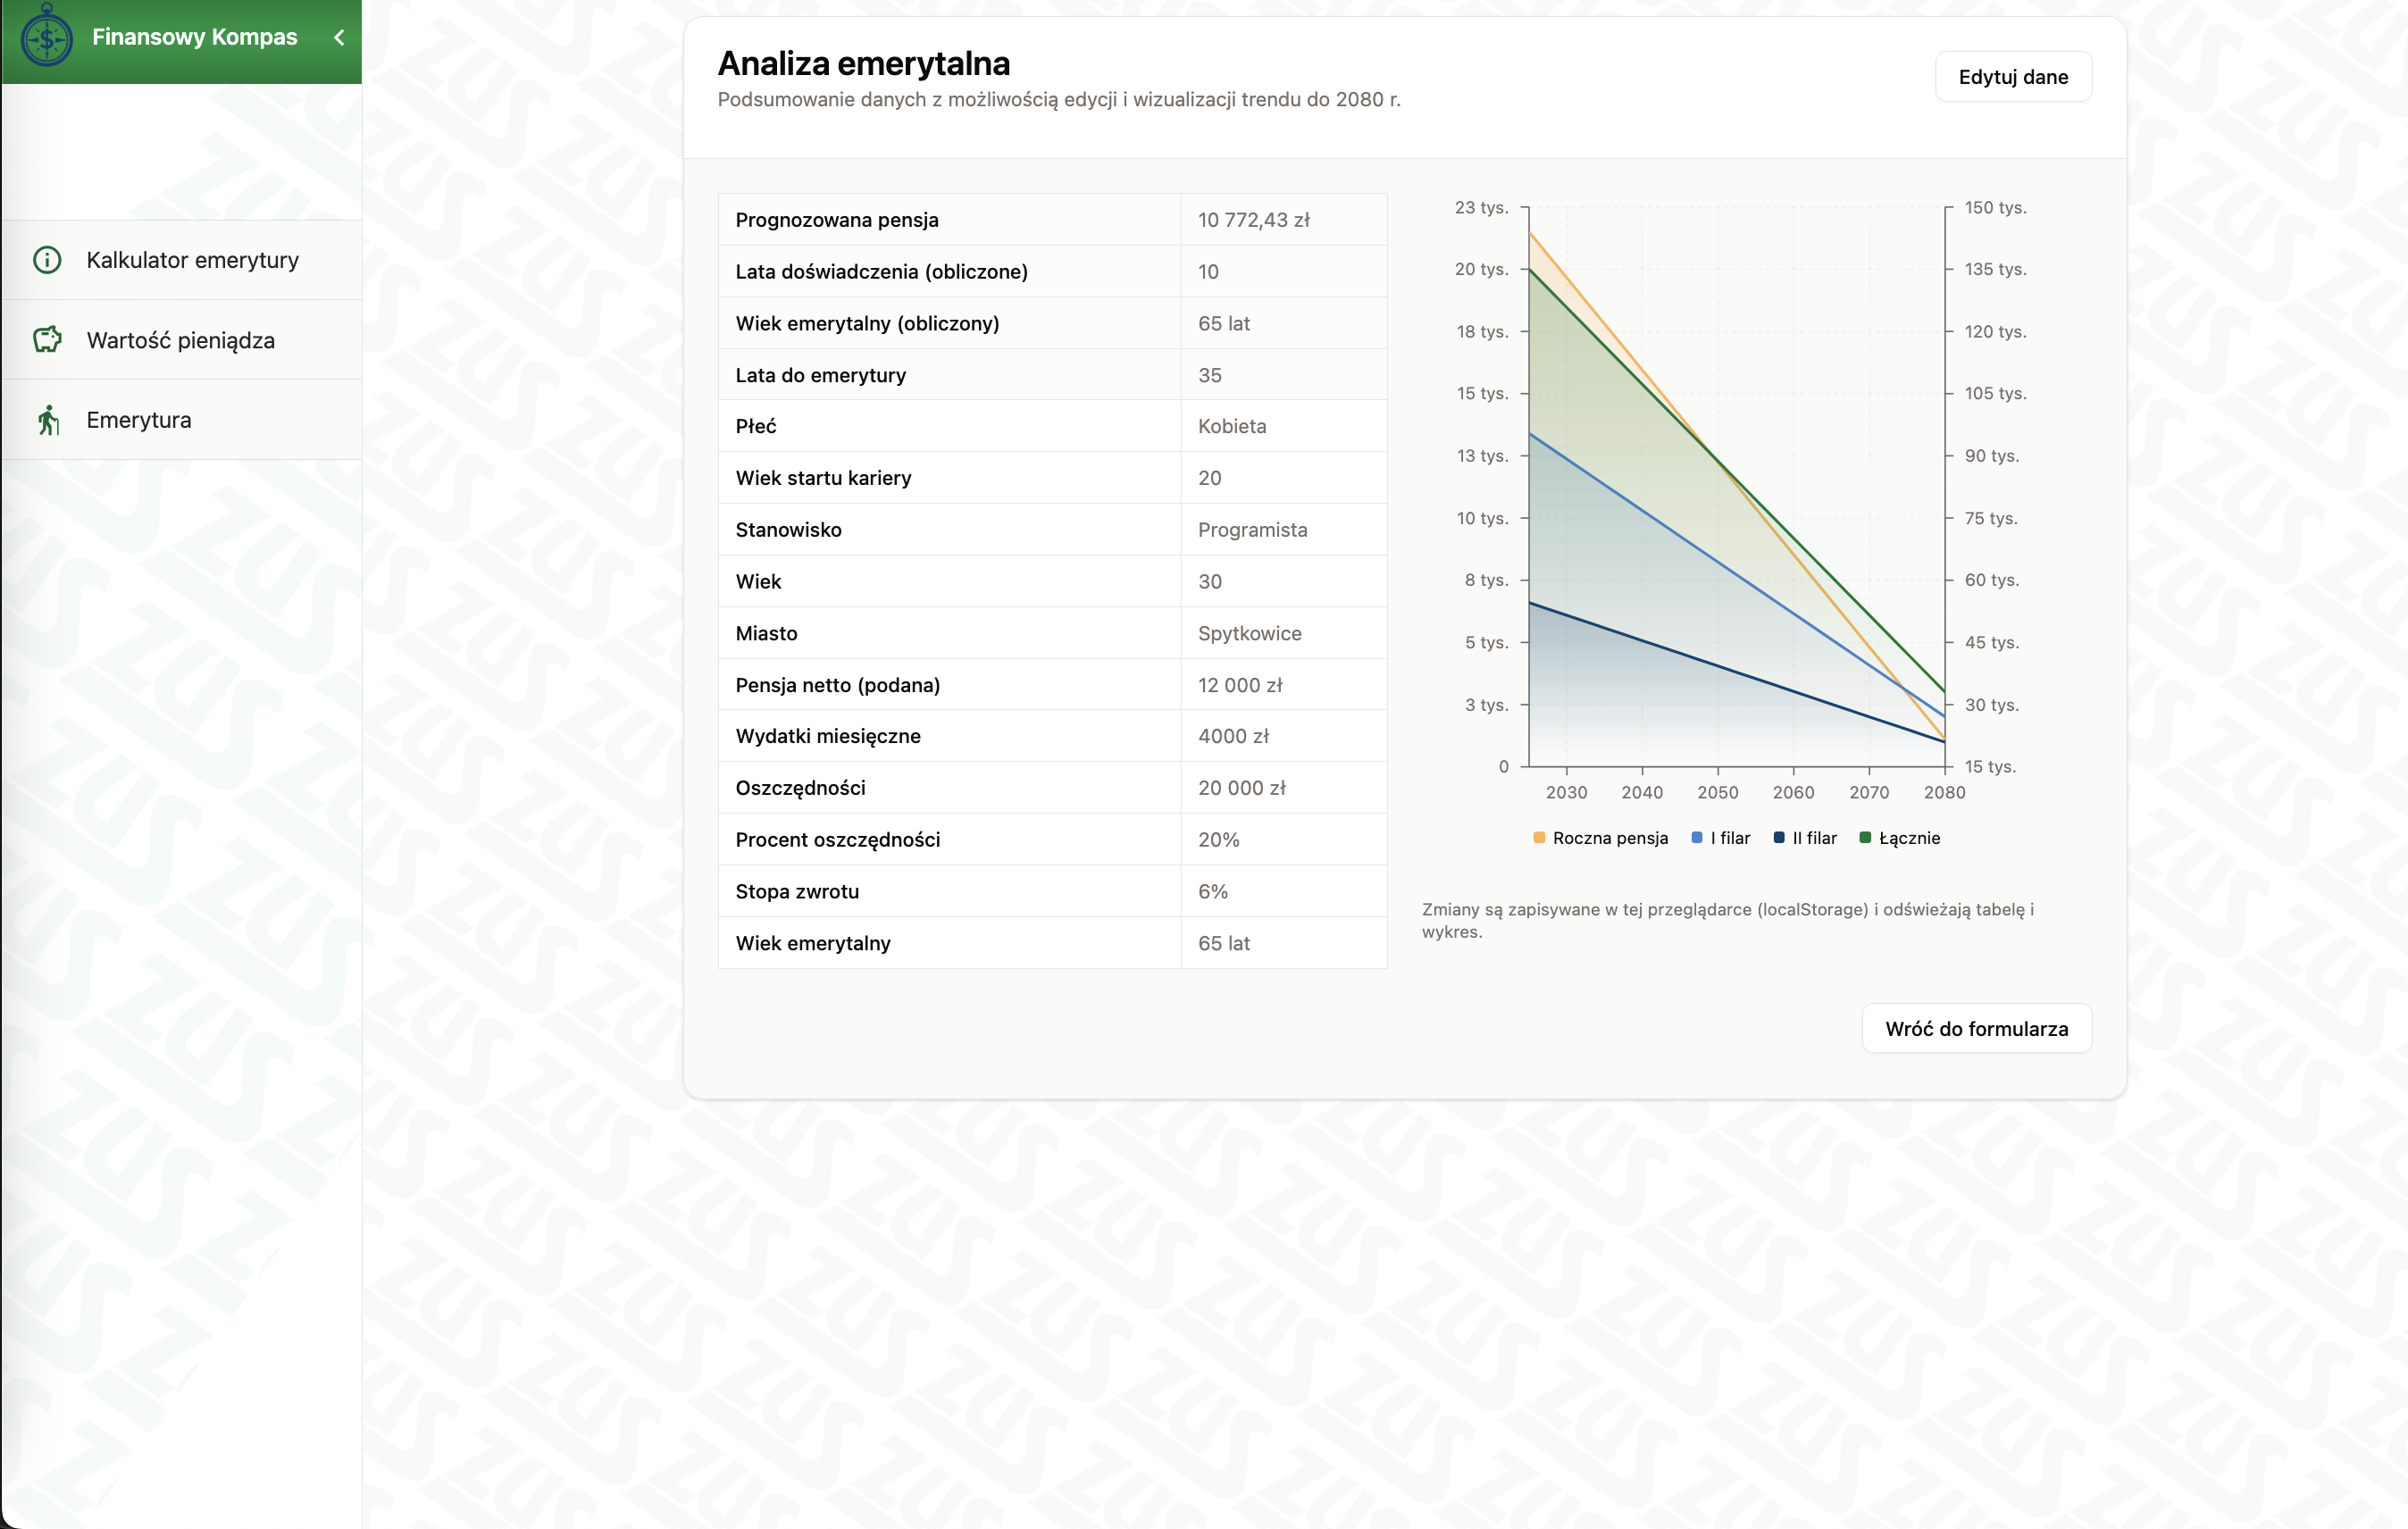 Finansowy Kompas
Kalkulator emerytury
Wartość pieniądza
Emerytura
Analiza emerytalna
Podsumowanie danych z możliwością edycji i wizualizacji trendu do 2080 r.
Edytuj dane
Prognozowana pensja 10 772,43 zł
Lata doświadczenia (obliczone) 10
Wiek emerytalny (obliczony) 65 lat
Lata do emerytury 35
Płeć Kobieta
Wiek startu kariery 20
Stanowisko Programista
Wiek 30
Miasto Spytkowice
Pensja netto (podana) 12 000 zł
Wydatki miesięczne 4000 zł
Oszczędności 20 000 zł
Procent oszczędności 20%
Stopa zwrotu 6%
Wiek emerytalny 65 lat
23 tys. 150 tys.
20 tys. 135 tys.
18 tys. 120 tys.
15 tys. 105 tys.
13 tys. 90 tys.
10 tys. 75 tys.
8 tys. 60 tys.
5 tys. 45 tys.
3 tys. 30 tys.
0 15 tys.
2030 2040 2050 2060 2070 2080
Roczna pensja I filar II filar Łącznie
Zmiany są zapisywane w tej przeglądarce (localStorage) i odświeżają tabelę i
wykres.
Wróć do formularza
ZUS